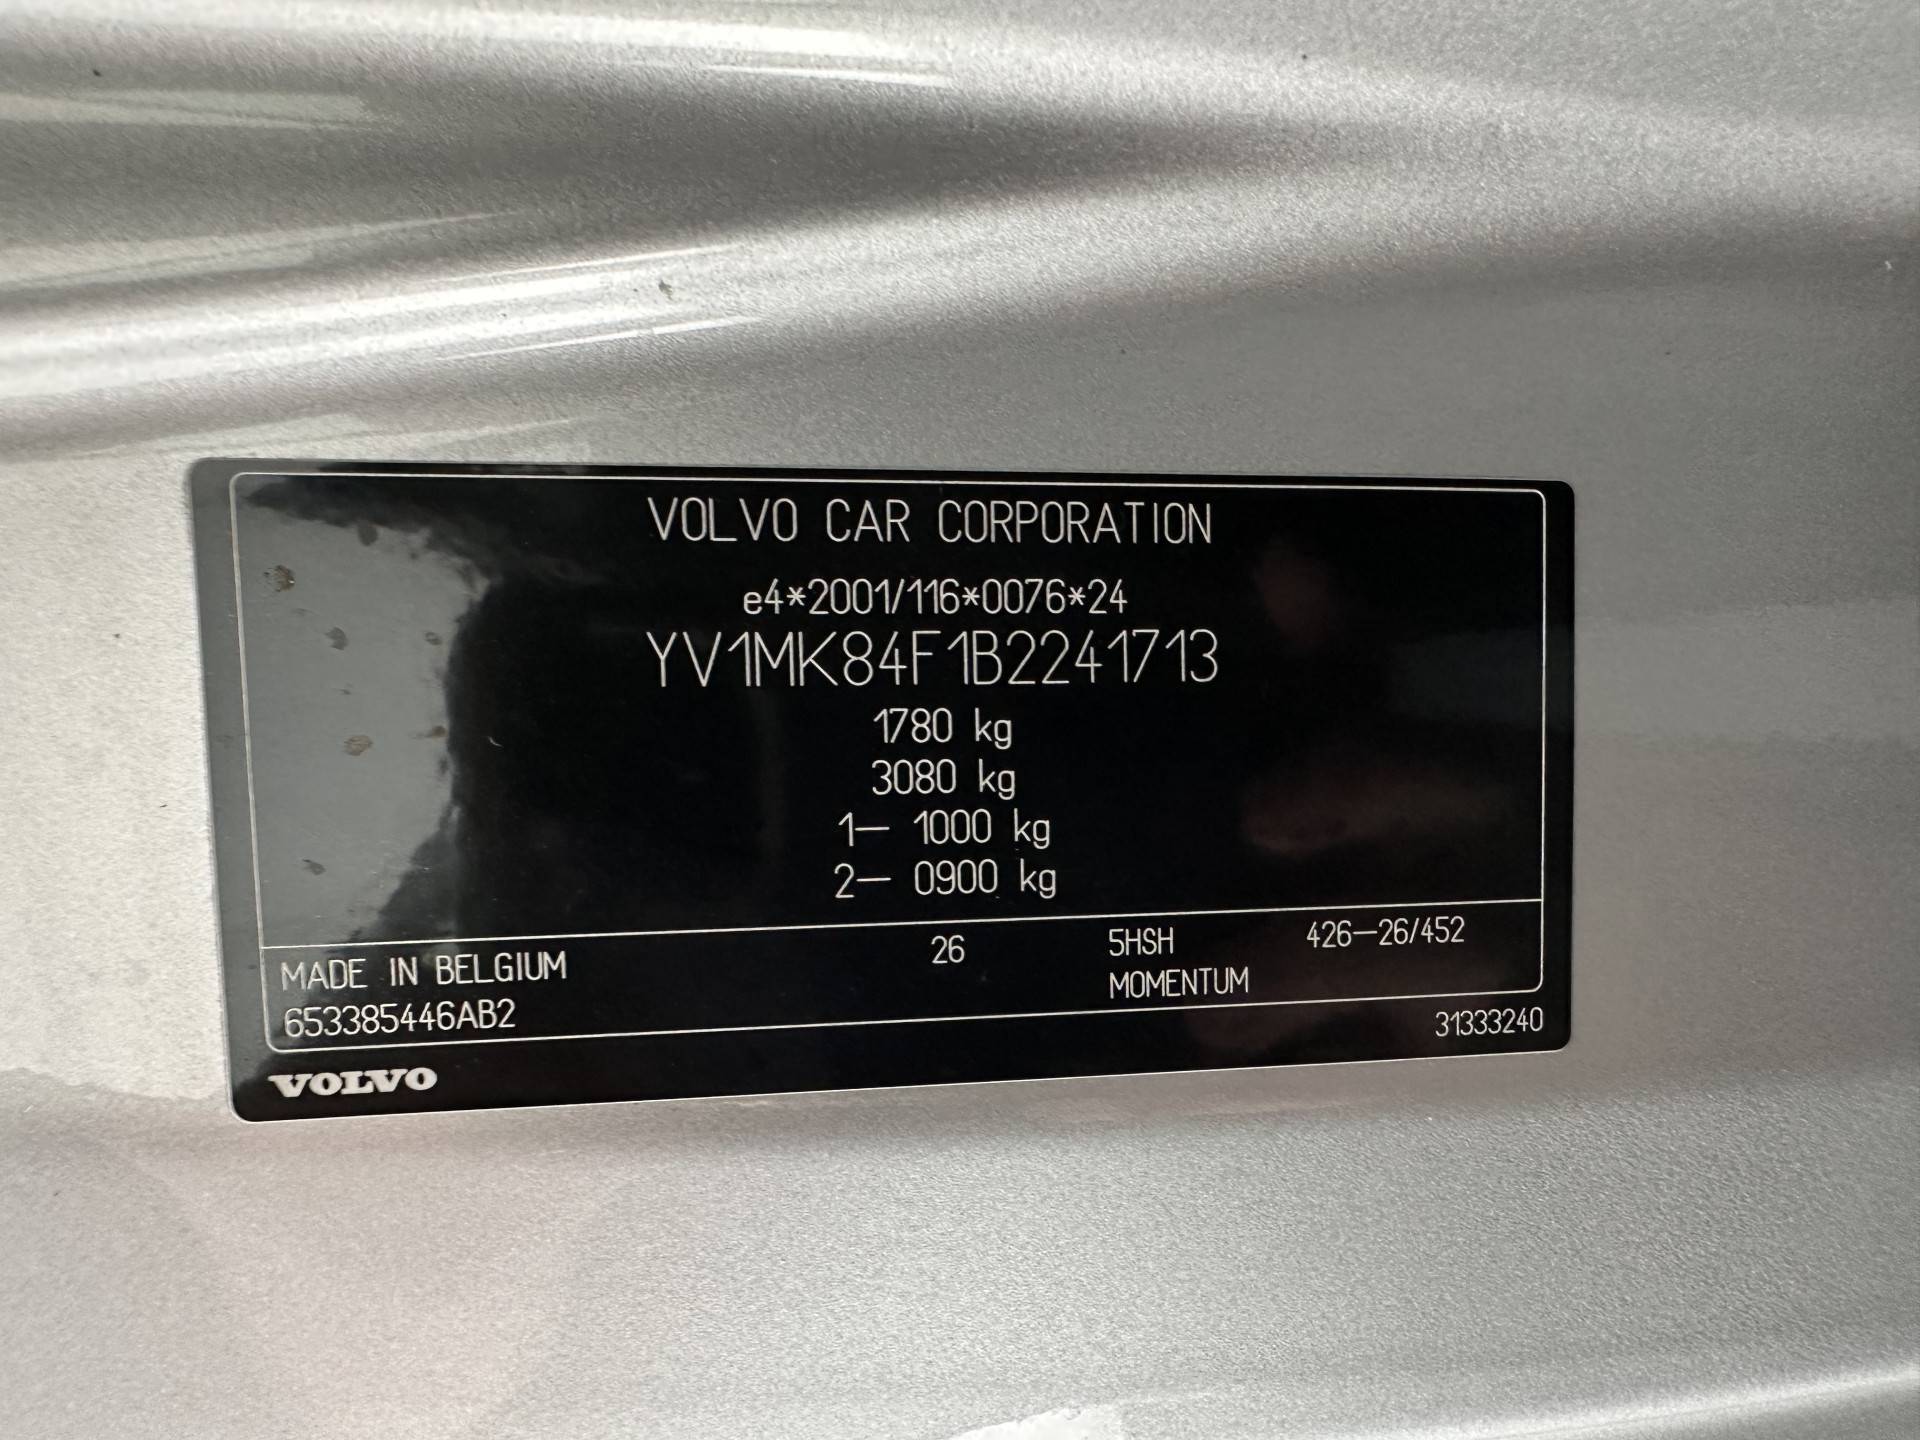 VOLVO CAR CORPORATION
e4*2001/116*0076*24
YV1MK84F1B2241713
1780 kg
3080 kg
1— 1000 kg
2— 0900 kg
MADE IN BELGIUM 26 5HSH 426—26/452
MOMENTUM
653385446AB2
31333240
VOLVO